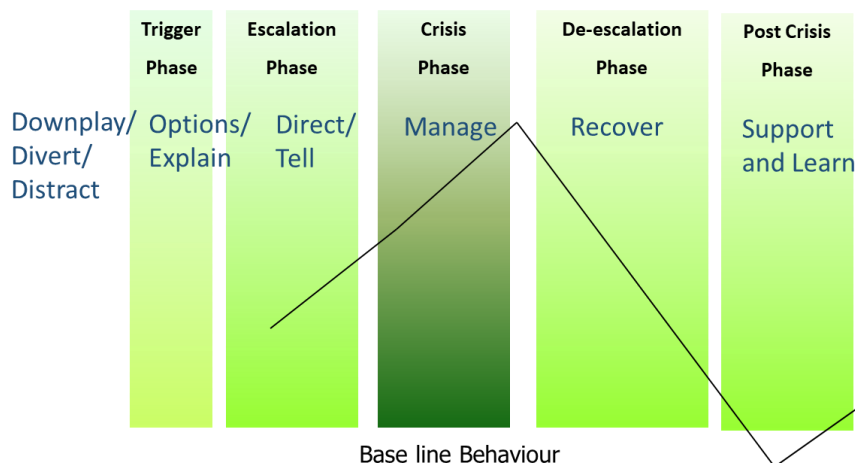 Trigger
Phase
Escalation
Phase
Crisis
Phase
De-escalation
Phase
Post Crisis
Phase
Downplay/
Divert/
Distract
Options/
Explain
Direct/
Tell
Manage
Recover
Support
and Learn
Base line Behaviour